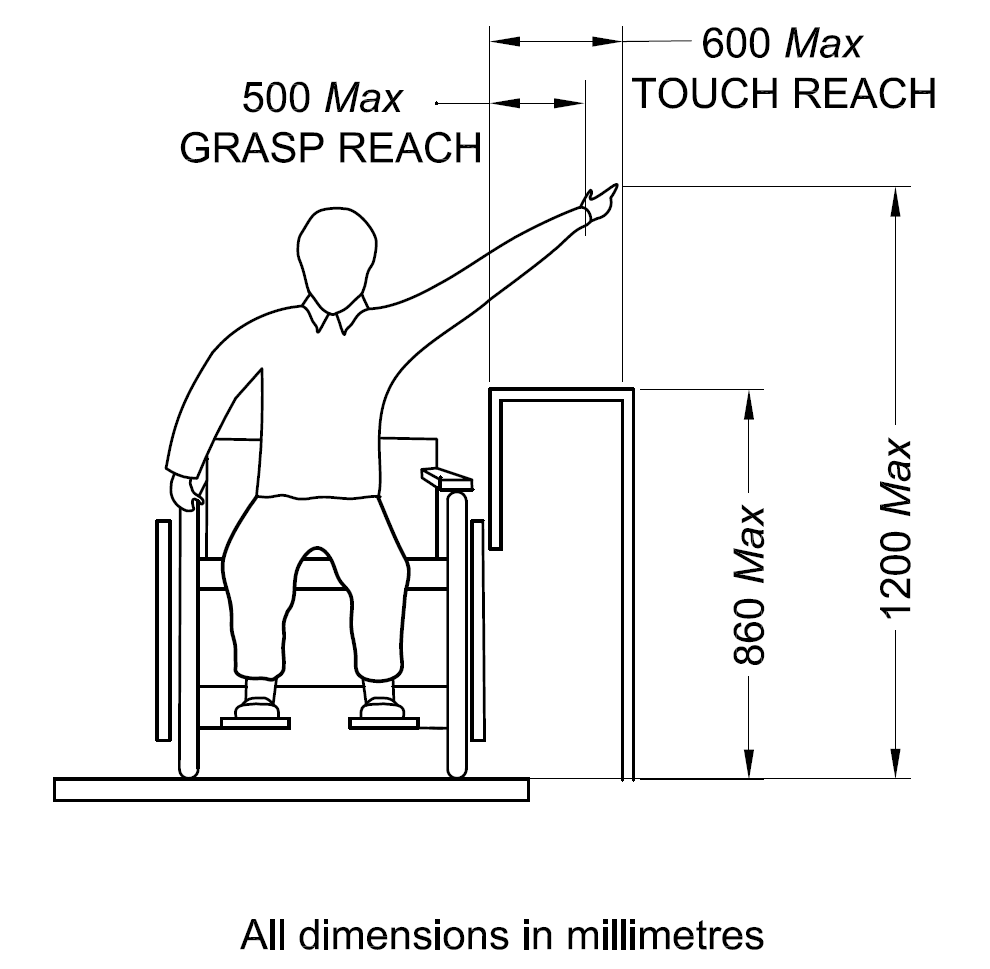 600 Max
TOUCH REACH
500 Max
GRASP REACH
860 Max
1200 Max
All dimensions in millimetres